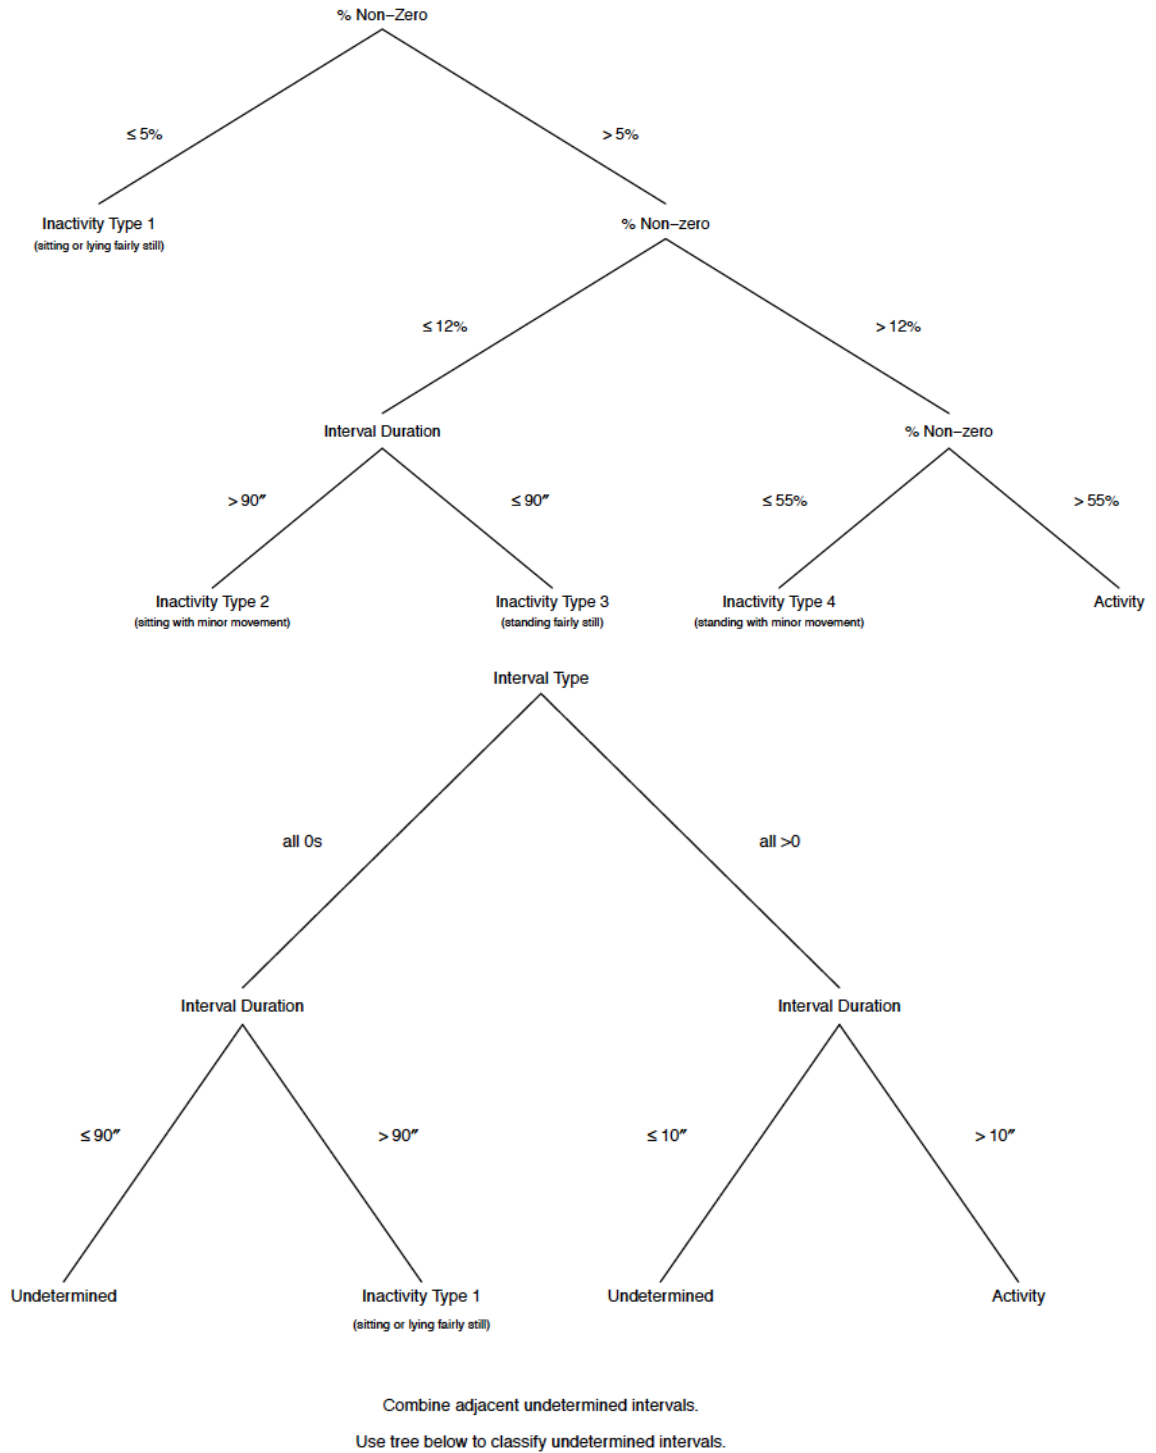 % Non−Zero
≤ 5%
> 5%
Inactivity Type 1
(sitting or lying fairly still)
% Non−zero
≤ 12%
> 12%
Interval Duration
% Non−zero
> 90″
≤ 90″
≤ 55%
> 55%
Inactivity Type 2
(sitting with minor movement)
Inactivity Type 3
(standing fairly still)
Inactivity Type 4
(standing with minor movement)
Activity
Interval Type
all 0s
all >0
Interval Duration
Interval Duration
≤ 90″
> 90″
≤ 10″
> 10″
Undetermined
Inactivity Type 1
(sitting or lying fairly still)
Undetermined
Activity
Combine adjacent undetermined intervals.
Use tree below to classify undetermined intervals.